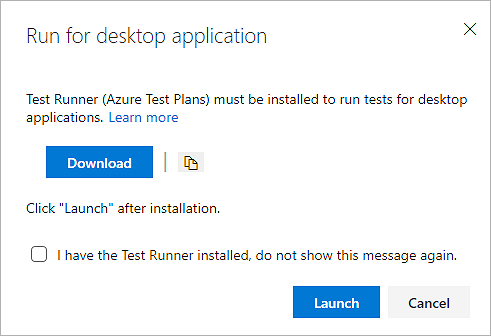 Run for desktop application
Test Runner (Azure Test Plans) must be installed to run tests for desktop
applications. Learn more
Download
Click "Launch" after installation.
I have the Test Runner installed, do not show this message again.
Launch Cancel